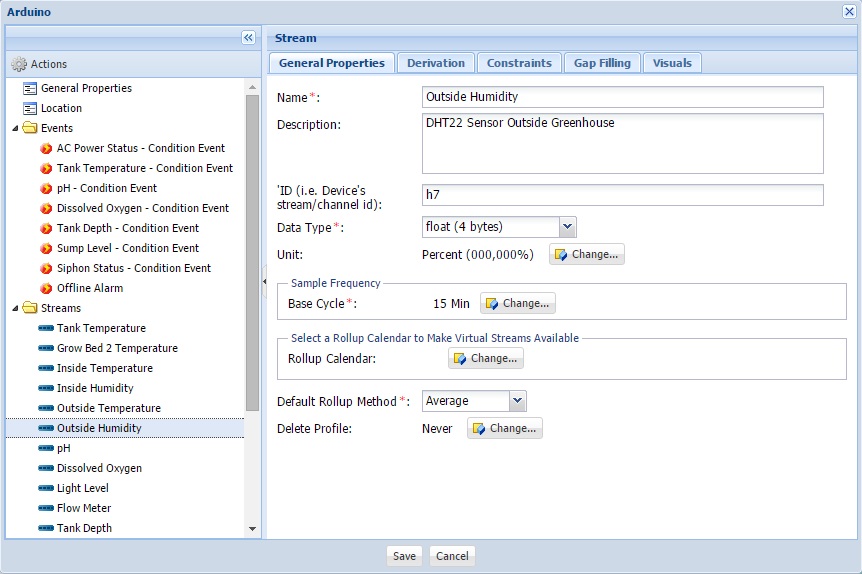 Arduino
Actions
General Properties
Location
Events
AC Power Status - Condition Event
Tank Temperature - Condition Event
pH - Condition Event
Dissolved Oxygen - Condition Event
Tank Depth - Condition Event
Sump Level - Condition Event
Siphon Status - Condition Event
Offline Alarm
Streams
Tank Temperature
Grow Bed 2 Temperature
Inside Temperature
Inside Humidity
Outside Temperature
Outside Humidity
pH
Dissolved Oxygen
Light Level
Flow Meter
Tank Depth
Stream
General Properties Derivation Constraints Gap Filling Visuals
Name*: Outside Humidity
Description: DHT22 Sensor Outside Greenhouse
'ID (i.e. Device's
stream/channel id): h7
Data Type*: float (4 bytes)
Unit: Percent (000,000%) Change...
Sample Frequency
Base Cycle*: 15 Min Change...
Select a Rollup Calendar to Make Virtual Streams Available
Rollup Calendar: Change...
Default Rollup Method*: Average
Delete Profile: Never Change...
Save Cancel